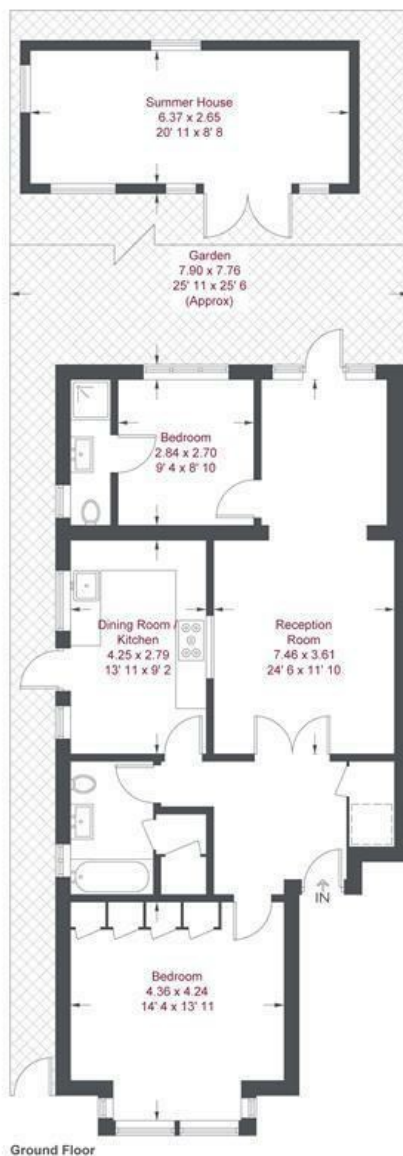 Summer House
6.37 x 2.65
20' 11 x 8' 8
Garden
7.90 x 7.76
25' 11 x 25' 6
(Approx)
Bedroom
2.84 x 2.70
9' 4 x 8' 10
Dining Room /
Kitchen
4.25 x 2.79
13' 11 x 9' 2
Reception
Room
7.46 x 3.61
24' 6 x 11' 10
IN
Bedroom
4.36 x 4.24
14' 4 x 13' 11
Ground Floor